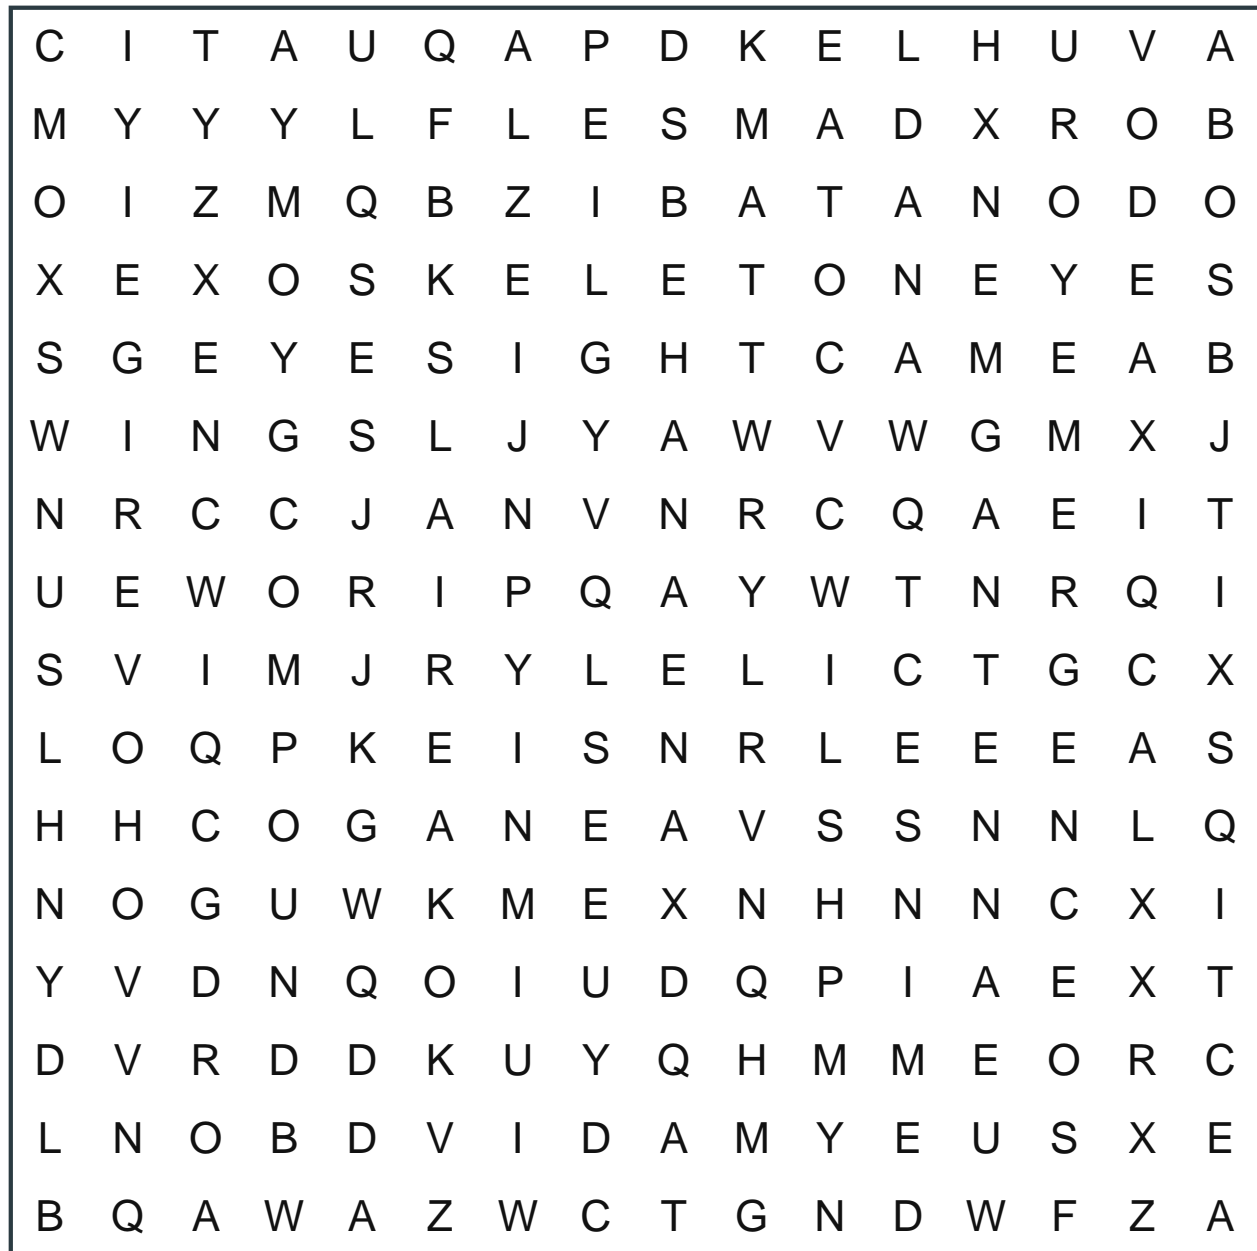 C I T A U Q A P D K E L H U V A
M Y Y Y L F L E S M A D X R O B
O I Z M Q B Z I B A T A N O D O
X E X O S K E L E T O N E Y E S
S G E Y E S I G H T C A M E A B
W I N G S L J Y A W V W G M X J
N R C C J A N V N R C Q A E I T
U E W O R I P Q A Y W T N R Q I
S V I M J R Y L E L I C T G C X
L O Q P K E I S N R L E E E A S
H H C O G A N E A V S S N N L Q
N O G U W K M E X N H N N C X I
Y V D N Q O I U D Q P I A E X T
D V R D D K U Y Q H M M E O R C
L N O B D V I D A M Y E U S X E
B Q A W A Z W C T G N D W F Z A